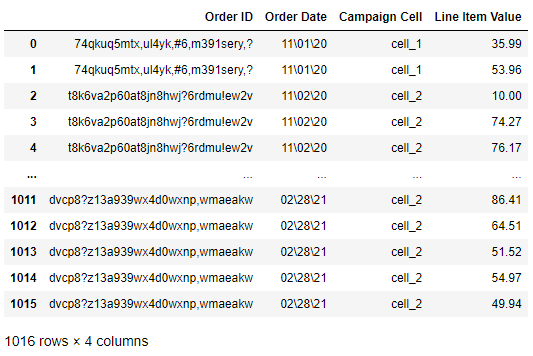 Order ID Order Date Campaign Cell Line Item Value
0 74qkuq5mtx,ul4yk,#6,m391sery,? 11\01\20 cell_1 35.99
1 74qkuq5mtx,ul4yk,#6,m391sery,? 11\01\20 cell_1 53.96
2 t8k6va2p60at8jn8hwj?6rdmu!ew2v 11\02\20 cell_2 10.00
3 t8k6va2p60at8jn8hwj?6rdmu!ew2v 11\02\20 cell_2 74.27
4 t8k6va2p60at8jn8hwj?6rdmu!ew2v 11\02\20 cell_2 76.17
... ... ... ... ...
1011 dvcp8?z13a939wx4d0wxnp,wmaeakw 02\28\21 cell_2 86.41
1012 dvcp8?z13a939wx4d0wxnp,wmaeakw 02\28\21 cell_2 64.51
1013 dvcp8?z13a939wx4d0wxnp,wmaeakw 02\28\21 cell_2 51.52
1014 dvcp8?z13a939wx4d0wxnp,wmaeakw 02\28\21 cell_2 54.97
1015 dvcp8?z13a939wx4d0wxnp,wmaeakw 02\28\21 cell_2 49.94
1016 rows × 4 columns